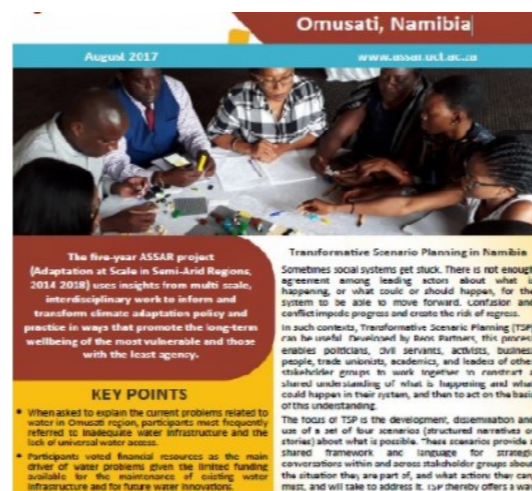 Omusati, Namibia
August 2017
www.assar.uct.ac.za
The five-year ASSAR project
(Adaptation at Scale in Semi-Arid Regions,
2014 2018) uses insights from multi scale,
interdisciplinary work to inform and
transform climate adaptation policy and
practice in ways that promote the long-term
wellbeing of the most vulnerable and those
with the least agency.
KEY POINTS
• When asked to explain the current problems related to
water in Omusati region, participants most frequently
referred to inadequate water infrastructure and the
lack of universal water access.
• Participants voted financial resources as the main
driver of water problems given the limited funding
available for the maintenance of existing water
infrastructure and for future water innovations.
Transformative Scenario Planning in Namibia
Sometimes social systems get stuck. There is not enough
agreement among leading actors about what is
happening, or what could or should happen, for the
system to be able to move forward. Confusion and
conflict impede progress and create the risk of regress.
In such contexts, Transformative Scenario Planning (TSP)
can be useful. Developed by Reos Partners, this process
enables politicians, civil servants, activists, business
people, trade unionists, academics, and leaders of other
stakeholder groups to work together to construct a
shared understanding of what is happening and what
could happen in their system, and then to act on the basis
of this understanding.
The focus of TSP is the development, dissemination and
use of a set of four scenarios (structured narratives or
stories) about what is possible. These scenarios provide a
shared framework and language for strategic
conversations within and across stakeholder groups about
the situation they are part of, and what actions they can,
must, and will take to address it. TSP thereby offers a way